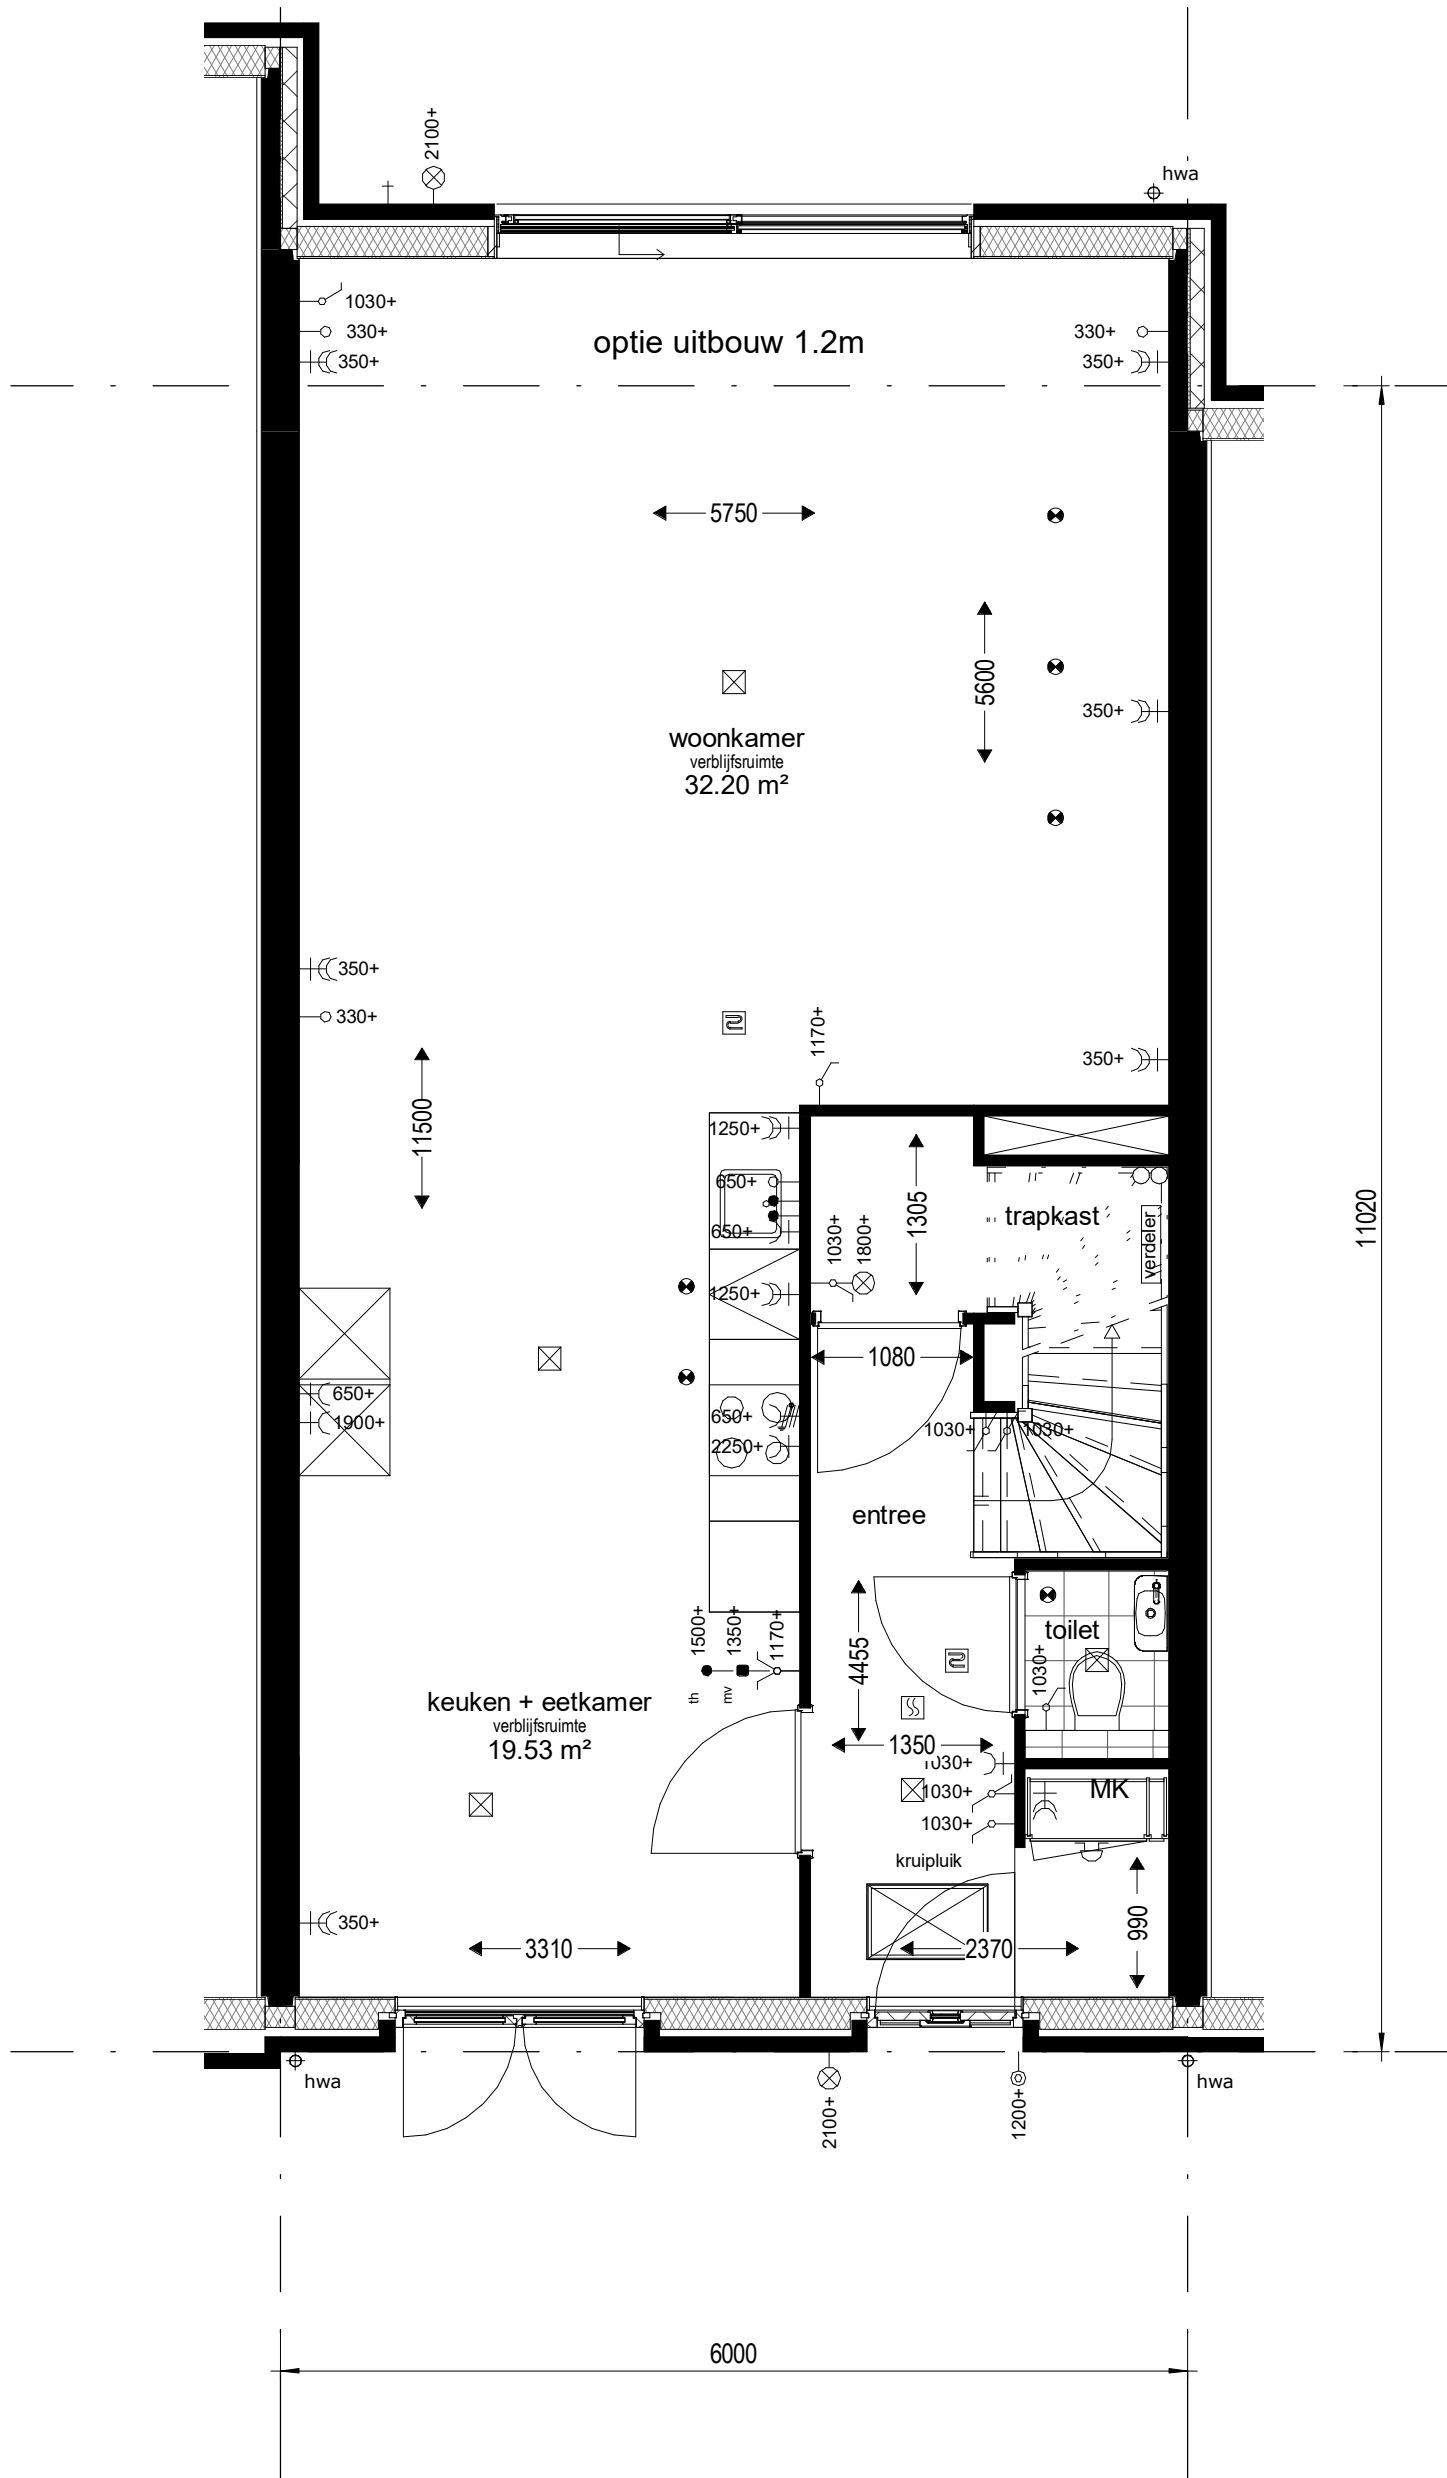 2100+
hwa
1030+
330+
350+
optie uitbouw 1.2m
330+
350+
5750
5600
350+
woonkamer
verblijfsruimte
32.20 m²
350+
330+
1170+
350+
11500
1250+
650+
650+
1250+
1030+
1800+
1305
trapkast
verdeler
11020
1080
650+
1900+
650+
2250+
1030+
1030+
entree
1500+
1350+
1170+
th
mv
4455
toilet
1030+
keuken + eetkamer
verblijfsruimte
19.53 m²
1350
1030+
1030+
1030+
MK
kruipluik
350+
3310
2370
990
hwa
2100+
1200+
hwa
6000